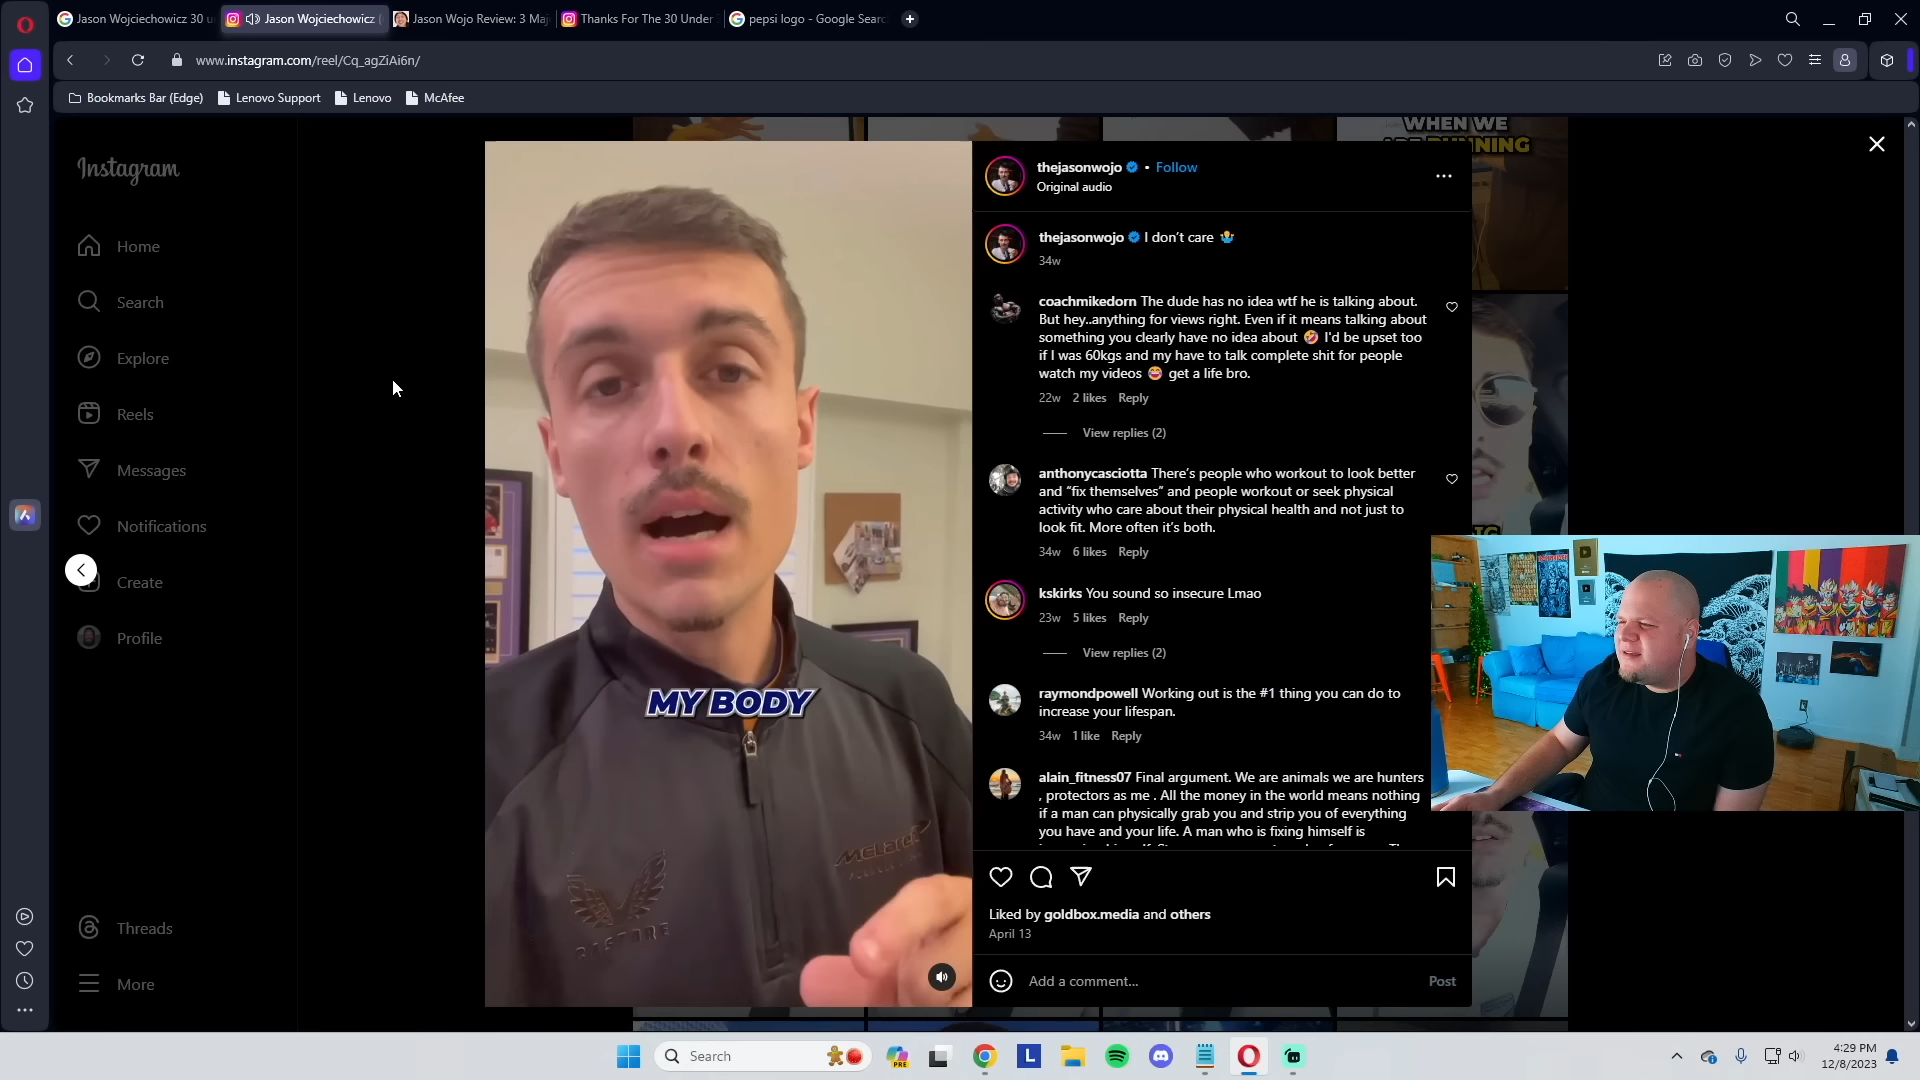 Jason Wojciechowicz 30 u
Jason Wojciechowicz (
Jason Wojo Review: 3 Maj
Thanks For The 30 Under
pepsi logo - Google Searc
www.instagram.com/reel/Cq_agZiAi6n/
Bookmarks Bar (Edge)
Lenovo Support
Lenovo
McAfee
Instagram
Home
Search
Explore
Reels
Messages
Notifications
Create
Profile
Threads
More
WHEN WE
RUNNING
MY BODY
McLaren
CASTORE
thejasonwojo • Follow
Original audio
thejasonwojo I don't care 🤷‍♂️
34w
coachmikedorn The dude has no idea wtf he is talking about.
But hey..anything for views right. Even if it means talking about
something you clearly have no idea about 🤣 I'd be upset too
if I was 60kgs and my have to talk complete shit for people
watch my videos 😂 get a life bro.
22w 2 likes Reply
View replies (2)
anthonycasciotta There's people who workout to look better
and “fix themselves” and people workout or seek physical
activity who care about their physical health and not just to
look fit. More often it's both.
34w 6 likes Reply
kskirks You sound so insecure Lmao
23w 5 likes Reply
View replies (2)
raymondpowell Working out is the #1 thing you can do to
increase your lifespan.
34w 1 like Reply
alain_fitness07 Final argument. We are animals we are hunters
, protectors as me . All the money in the world means nothing
if a man can physically grab you and strip you of everything
you have and your life. A man who is fixing himself is
Liked by goldbox.media and others
April 13
Add a comment...
Post
Search
PRE
L
4:29 PM
12/8/2023